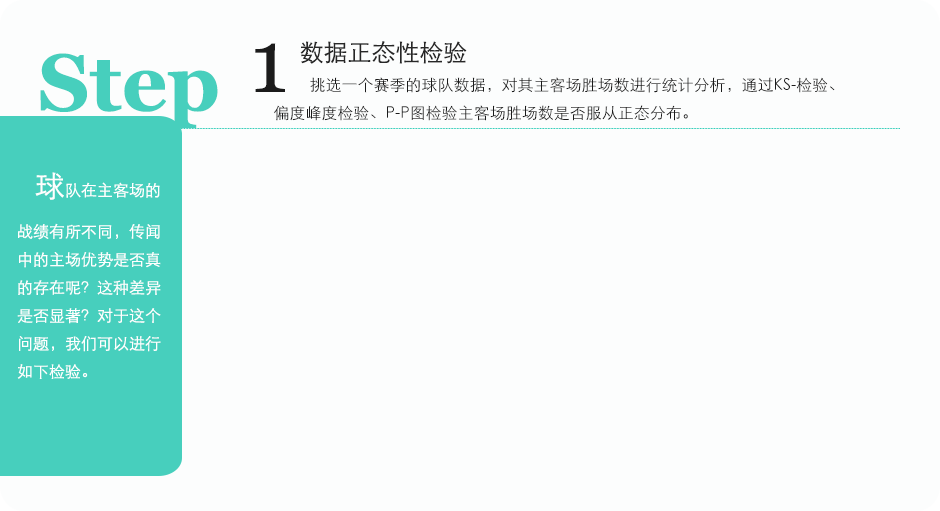 Step
1 数据正态性检验
挑选一个赛季的球队数据，对其主客场胜场数进行统计分析，通过KS-检验、
偏度峰度检验、P-P图检验主客场胜场数是否服从正态分布。
球队在主客场的
战绩有所不同，传闻
中的主场优势是否真
的存在呢？这种差异
是否显著？对于这个
问题，我们可以进行
如下检验。